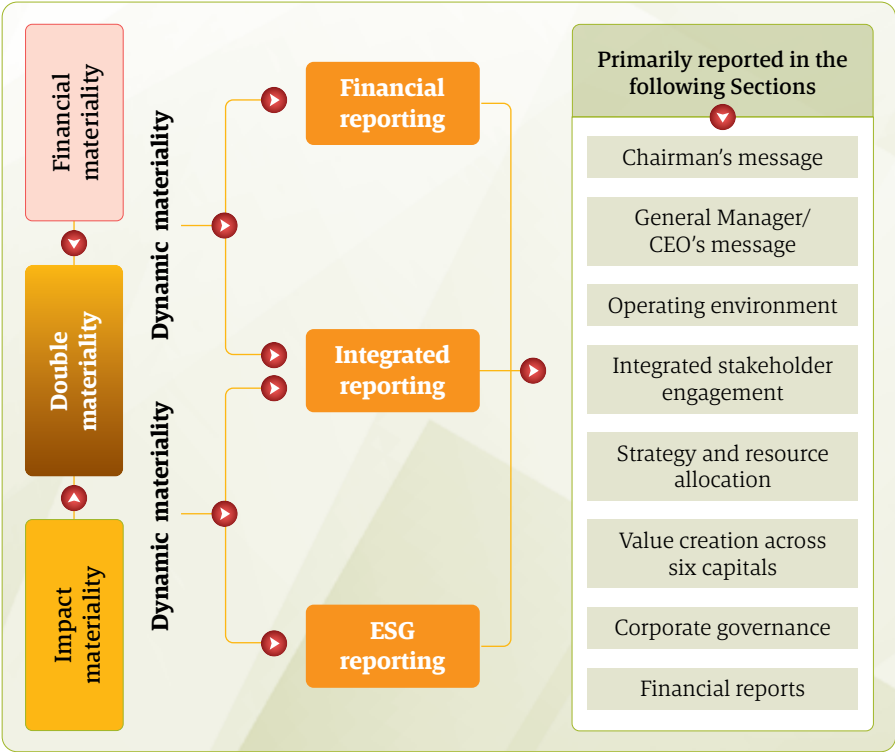 Financial
materiality
Double
materiality
Impact
materiality
Dynamic materiality
Dynamic materiality
Financial
reporting
Integrated
reporting
ESG
reporting
Primarily reported in the
following Sections
Chairman’s message
General Manager/
CEO’s message
Operating environment
Integrated stakeholder
engagement
Strategy and resource
allocation
Value creation across
six capitals
Corporate governance
Financial reports